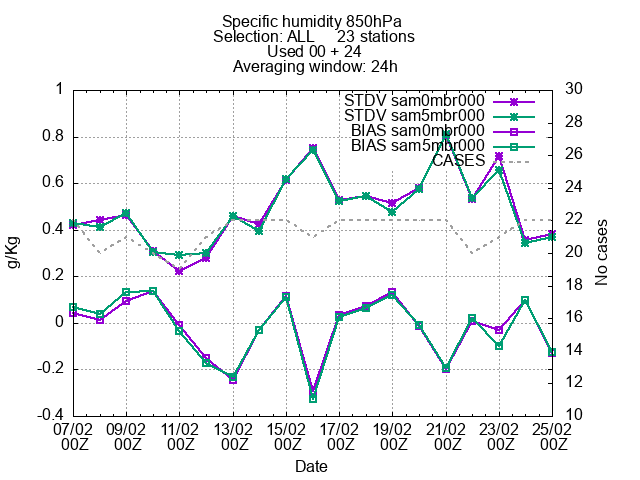 Specific humidity 850hPa
Selection: ALL 23 stations
Used 00 + 24
Averaging window: 24h
STDV sam0mbr000
STDV sam5mbr000
BIAS sam0mbr000
BIAS sam5mbr000
CASES
g/Kg
1
0.8
0.6
0.4
0.2
0
-0.2
-0.4
No cases
30
28
26
24
22
20
18
16
14
12
10
07/02 09/02 11/02 13/02 15/02 17/02 19/02 21/02 23/02 25/02
00Z 00Z 00Z 00Z 00Z 00Z 00Z 00Z 00Z 00Z
Date